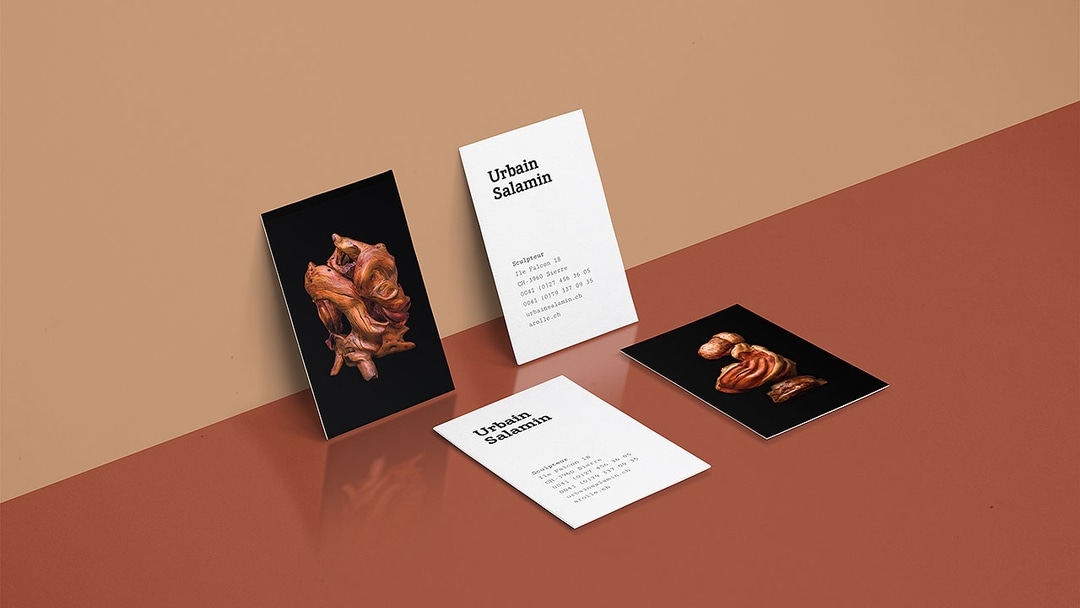 Urbain
Salamin
Sculpteur
Ile Falcon 18
CH-3960 Sierre
0041 (0)27 456 36 05
0041 (0)79 337 09 35
urbainsalamin.ch
arolle.ch
Urbain
Salamin
Sculpteur
Ile Falcon 18
CH-3960 Sierre
0041 (0)27 456 36 05
0041 (0)79 337 09 35
urbainsalamin.ch
arolle.ch